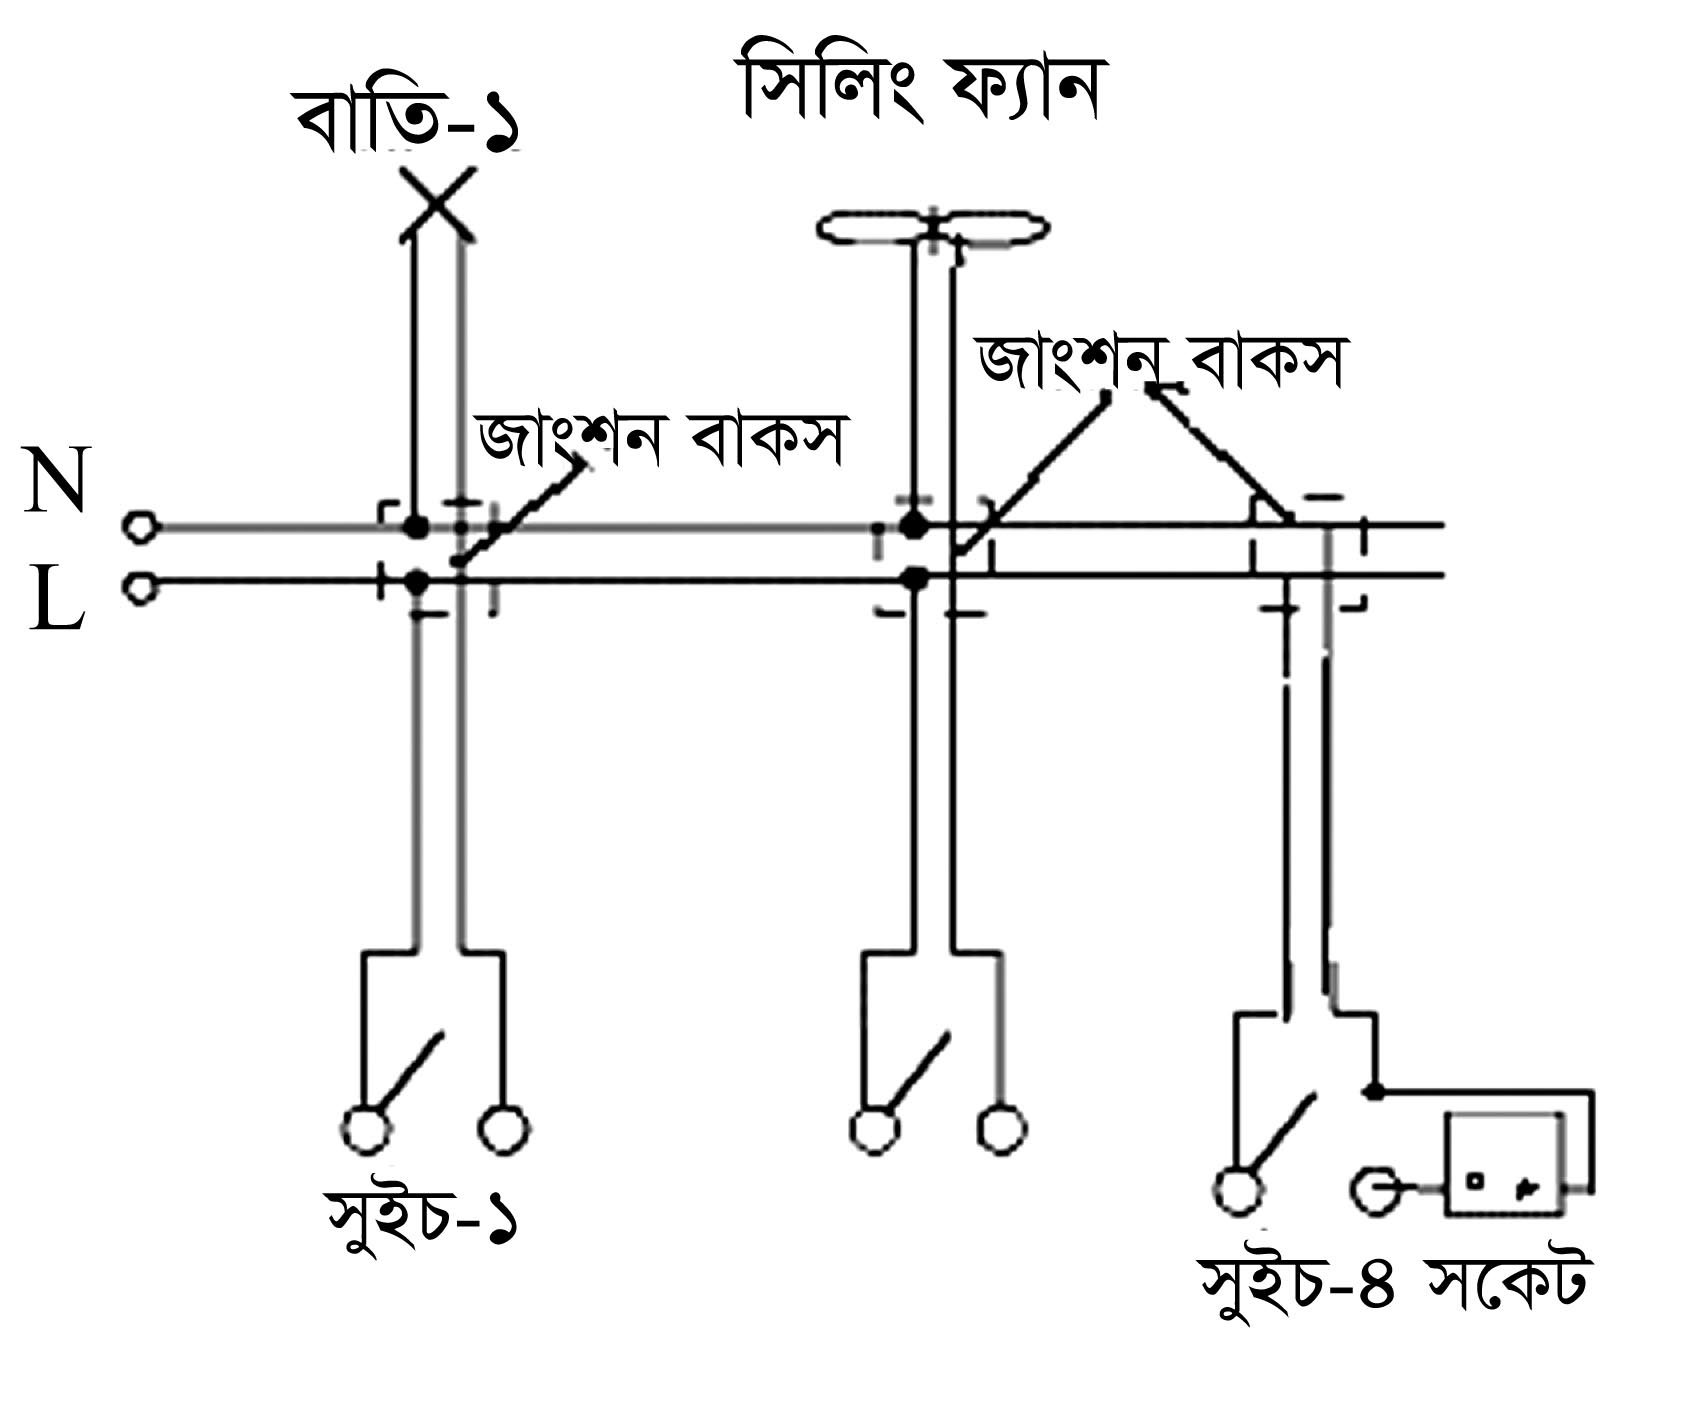 সিলিং ফ্যান
বাতি-১
জাংশন বাকস
জাংশন বাকস
N
L
সুইচ-১
সুইচ-৪ সকেট